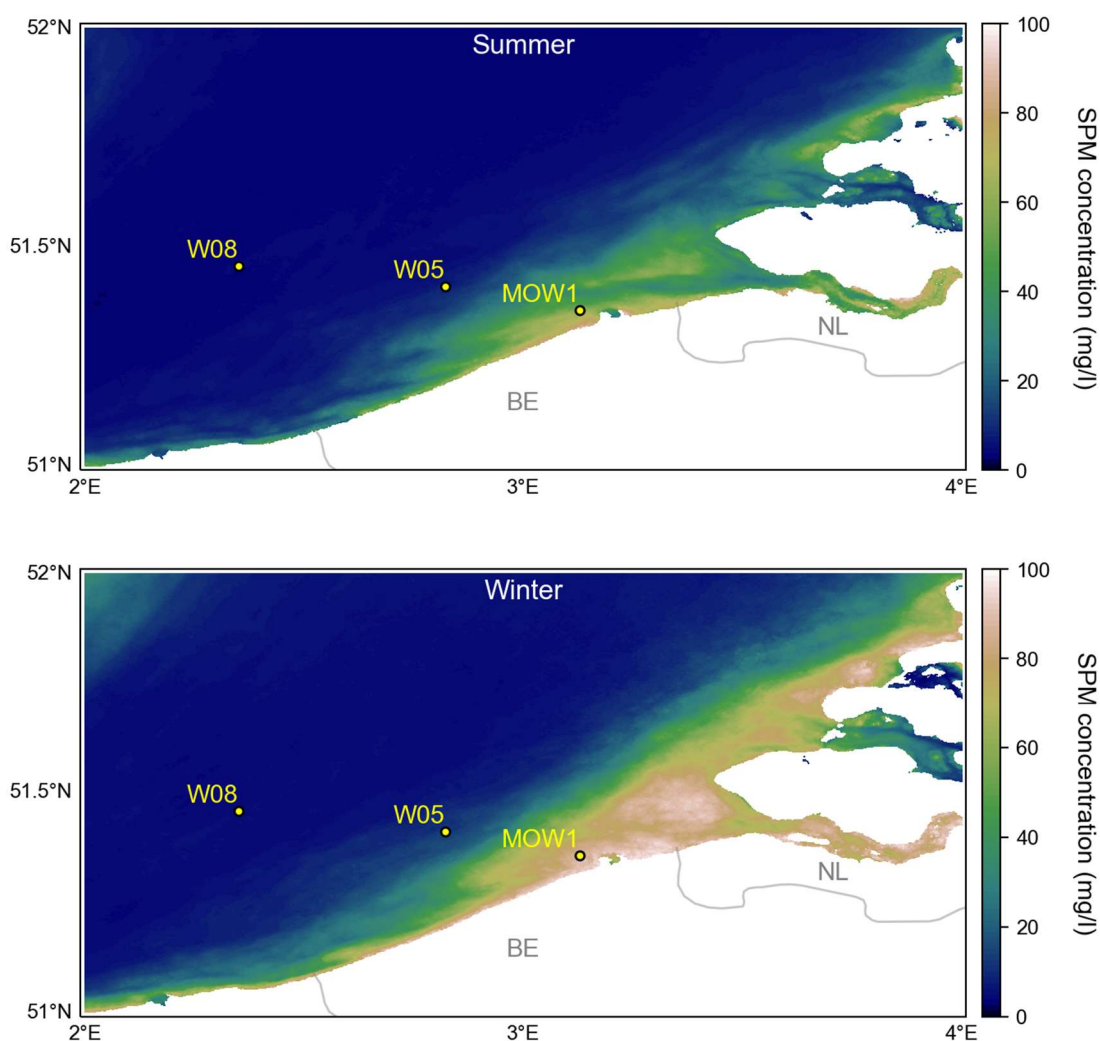 52°N
Summer
100
80
60
40
20
0
SPM concentration (mg/l)
51.5°N
W08
W05
MOW1
NL
BE
51°N
2°E
3°E
4°E
52°N
Winter
100
80
60
40
20
0
SPM concentration (mg/l)
51.5°N
W08
W05
MOW1
NL
BE
51°N
2°E
3°E
4°E